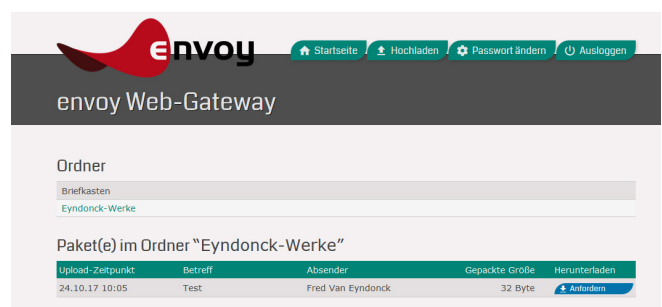 envoy
Startseite Hochladen Passwort ändern Ausloggen
envoy Web-Gateway
Ordner
Briefkasten
Eyndonck-Werke
Paket(e) im Ordner "Eyndonck-Werke"
Upload-Zeitpunkt Betreff Absender Gepackte Größe Herunterladen
24.10.17 10:05 Test Fred Van Eyndonck 32 Byte Anfordern